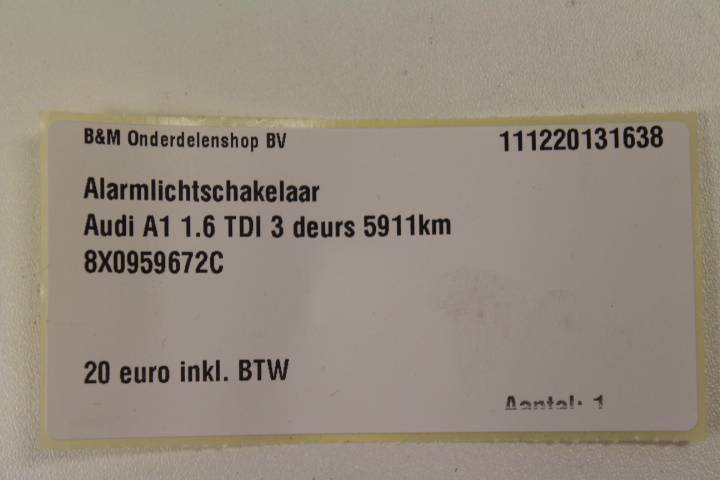 B&M Onderdelenshop BV
111220131638
Alarmlichtschakelaar
Audi A1 1.6 TDI 3 deurs 5911km
8X0959672C
20 euro inkl. BTW
Aantal: 1